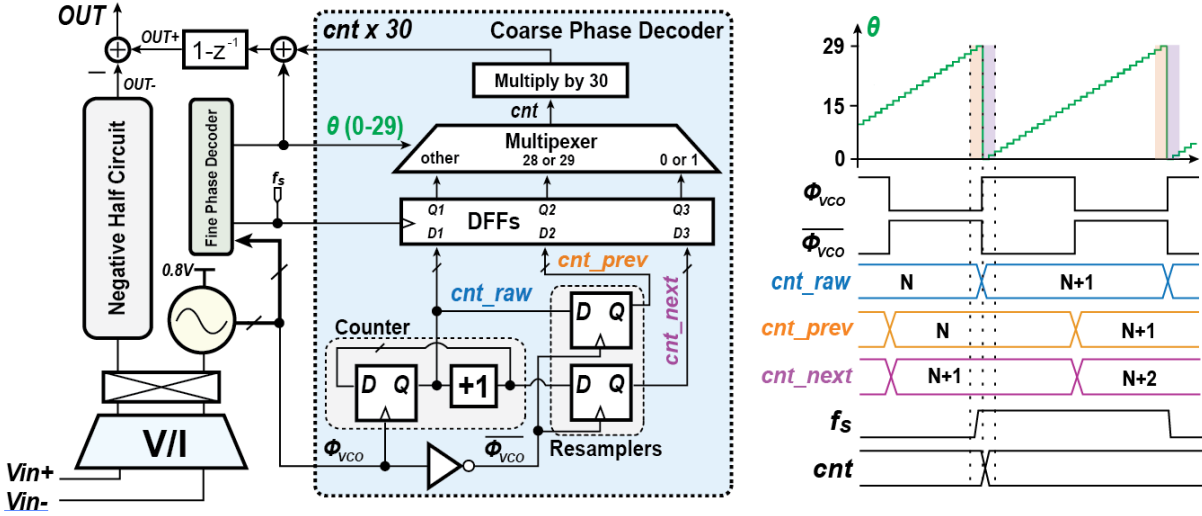 OUT
OUT+
1-z⁻¹
OUT-
−
Negative Half Circuit
Fine Phase Decoder
fs
0.8V
V/I
Vin+
Vin-
cnt x 30
Coarse Phase Decoder
Multiply by 30
cnt
θ (0-29)
Multipexer
other
28 or 29
0 or 1
Q1
Q2
Q3
DFFs
D1
D2
D3
cnt_prev
cnt_raw
cnt_next
Counter
D Q
+1
D Q
D Q
Resamplers
ΦVCO
Φ̅VCO
θ
29
15
0
ΦVCO
Φ̅VCO
cnt_raw
N
N+1
cnt_prev
N
N+1
cnt_next
N+1
N+2
fs
cnt